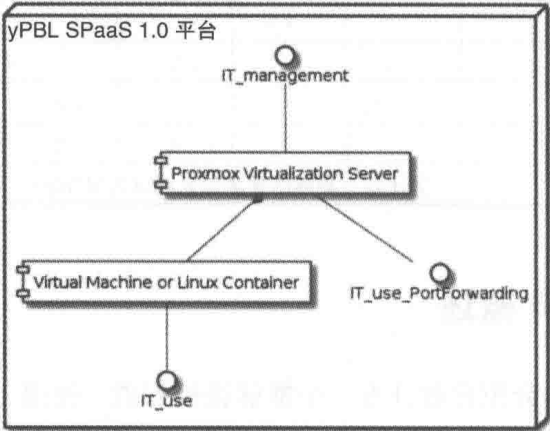 yPBL SPaaS 1.0 平台
IT_management
Proxmox Virtualization Server
Virtual Machine or Linux Container
IT_use_PortForwarding
IT_use